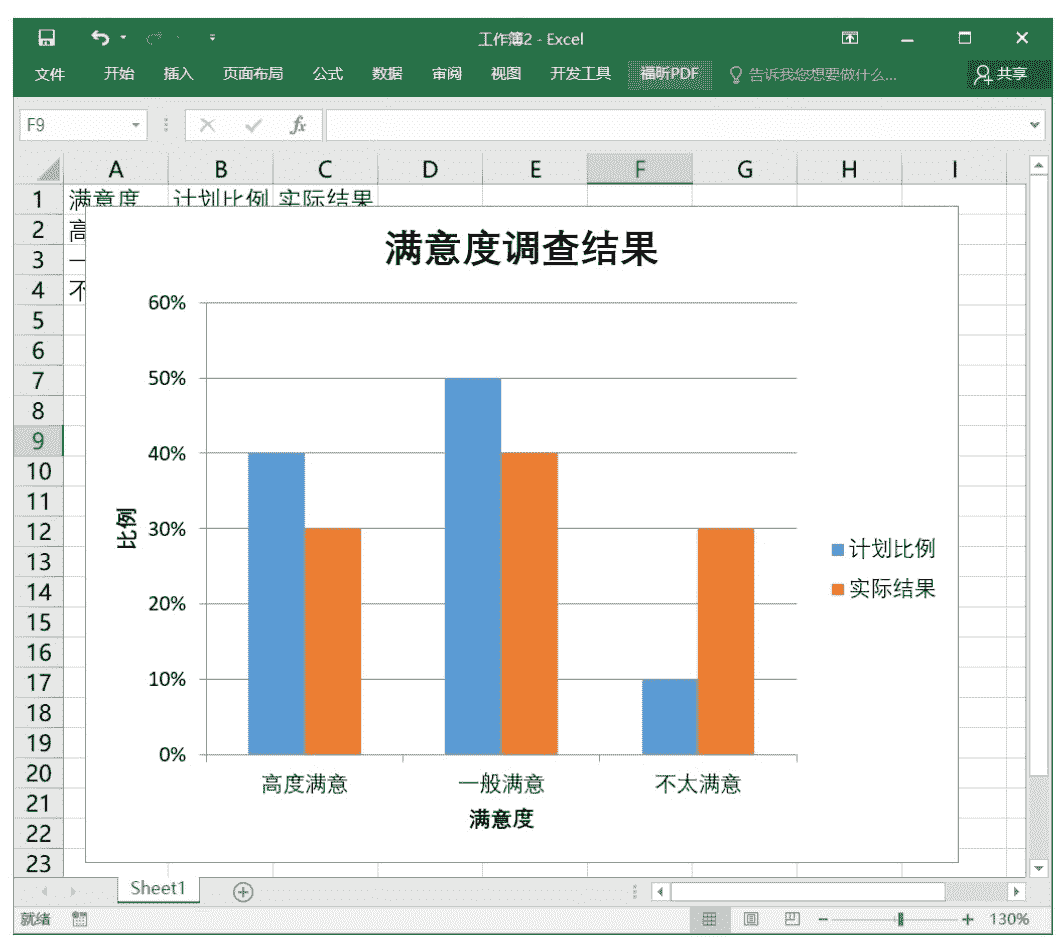 工作簿2 - Excel
文件 开始 插入 页面布局 公式 数据 审阅 视图 开发工具 福昕PDF 告诉我您想要做什么... 共享
F9 fx
A B C D E F G H I
1 满意度 计划比例 实际结果
2 高
3 一
4 不
5
6
7
8
9
10
11
12
13
14
15
16
17
18
19
20
21
22
23
满意度调查结果
60%
50%
40%
30%
20%
10%
0%
比例
计划比例
实际结果
高度满意 一般满意 不太满意
满意度
Sheet1
就绪 130%